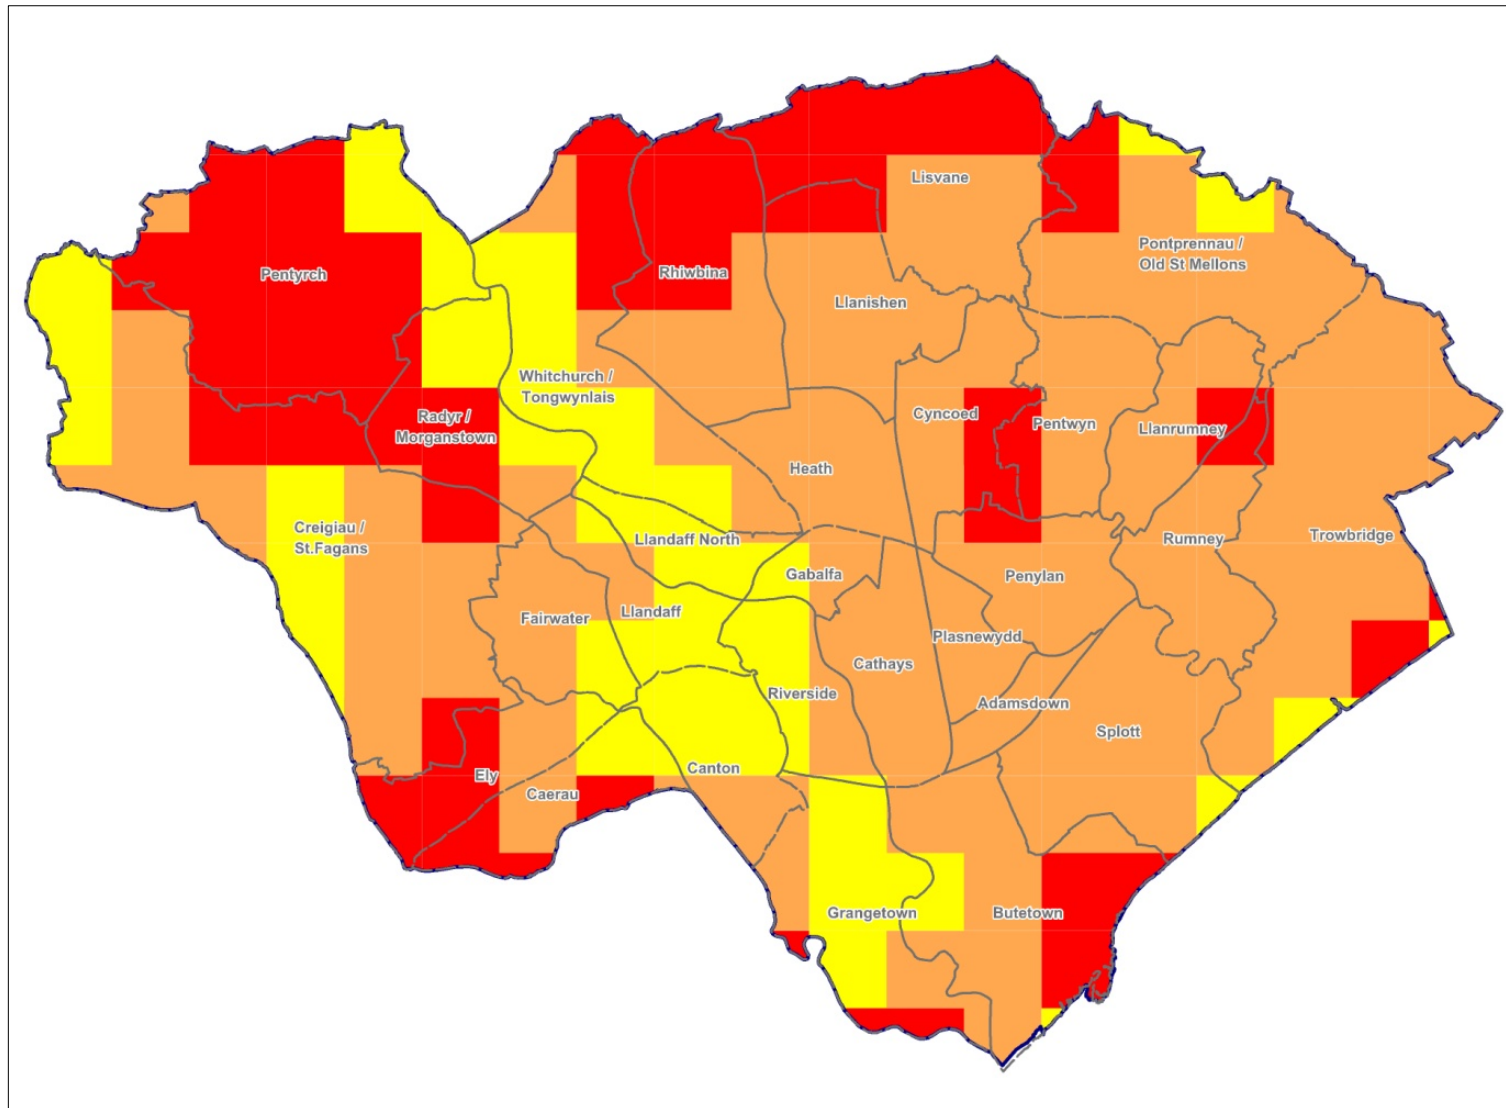 Lisvane
Pontprennau /
Old St Mellons
Pentyrch
Rhiwbina
Llanishen
Whitchurch /
Tongwynlais
Radyr /
Morganstown
Cyncoed
Pentwyn
Llanrumney
Heath
Creigiau /
St.Fagans
Llandaff North
Rumney
Trowbridge
Gabalfa
Penylan
Fairwater
Llandaff
Plasnewydd
Cathays
Riverside
Adamsdown
Splott
Ely
Canton
Caerau
Grangetown
Butetown